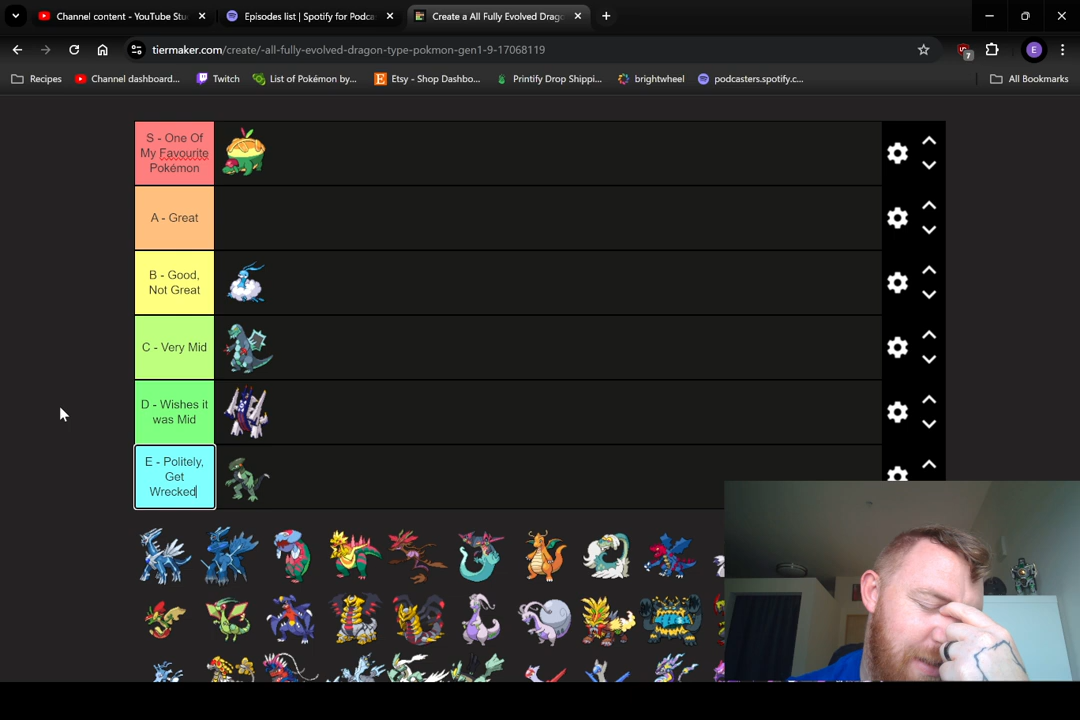 Channel content - YouTube Stu
Episodes list | Spotify for Podca
Create a All Fully Evolved Drago
tiermaker.com/create/-all-fully-evolved-dragon-type-pokmon-gen1-9-17068119
7
E
Recipes
Channel dashboard...
Twitch
List of Pokémon by...
Etsy - Shop Dashbo...
Printify Drop Shippi...
brightwheel
podcasters.spotify.c...
All Bookmarks
S - One Of
My Favourite
Pokémon
A - Great
B - Good,
Not Great
C - Very Mid
D - Wishes it
was Mid
E - Politely,
Get
Wrecked